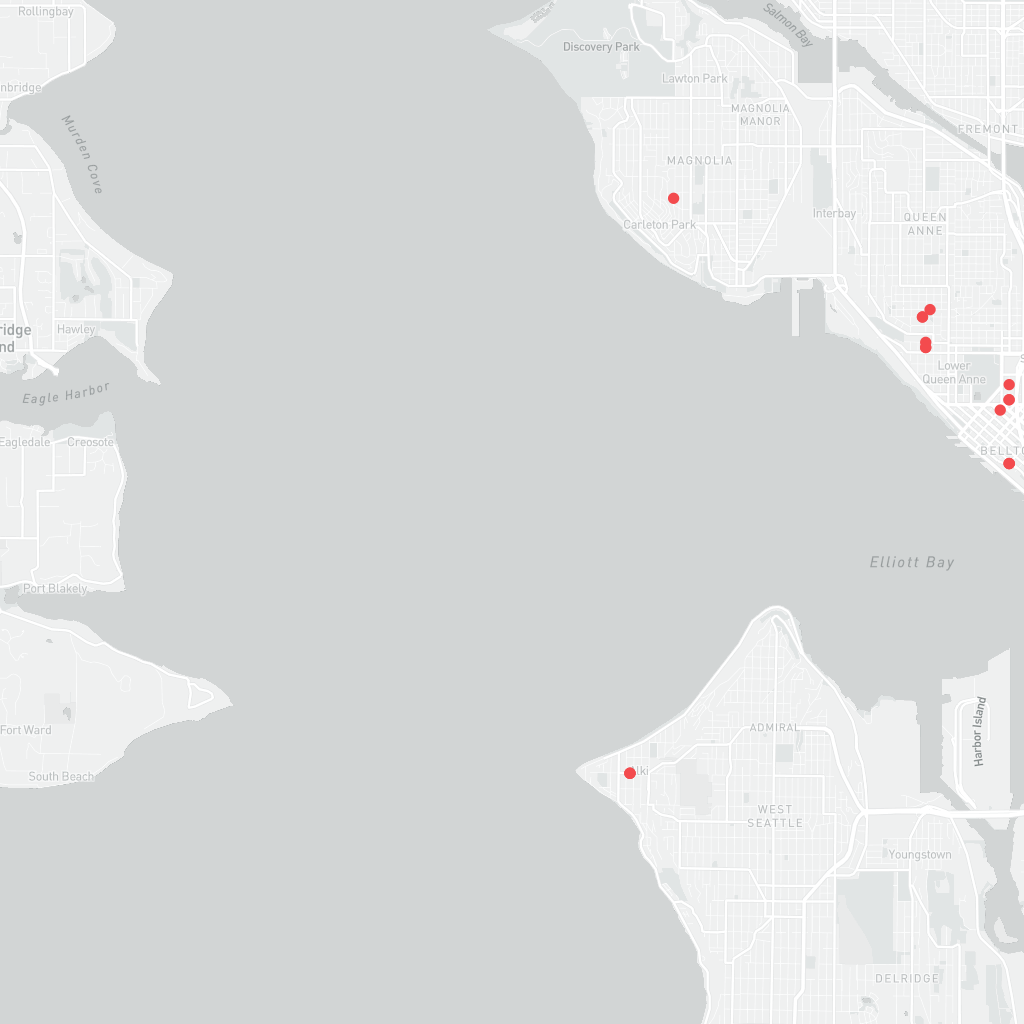 Rollingbay
Discovery Park
Salmon Bay
Lawton Park
nbridge
MAGNOLIA
MANOR
FREMONT
Murden Cove
MAGNOLIA
Carleton Park
Interbay
QUEEN
ANNE
ridge
nd
Hawley
Lower
Queen Anne
Eagle Harbor
Eagledale
Creosote
BELLTO
Elliott Bay
Port Blakely
Harbor Island
Fort Ward
ADMIRAL
South Beach
Alki
WEST
SEATTLE
Youngstown
DELRIDGE